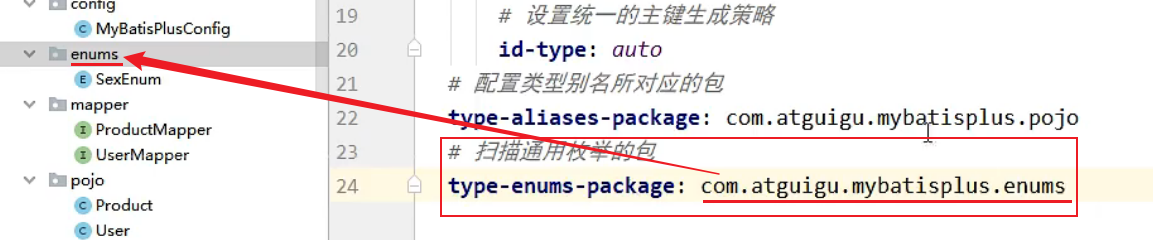 config
MyBatisPlusConfig
enums
SexEnum
mapper
ProductMapper
UserMapper
pojo
Product
User
19 # 设置统一的主键生成策略
20 id-type: auto
21 # 配置类型别名所对应的包
22 type-aliases-package: com.atguigu.mybatisplus.pojo
23 # 扫描通用枚举的包
24 type-enums-package: com.atguigu.mybatisplus.enums